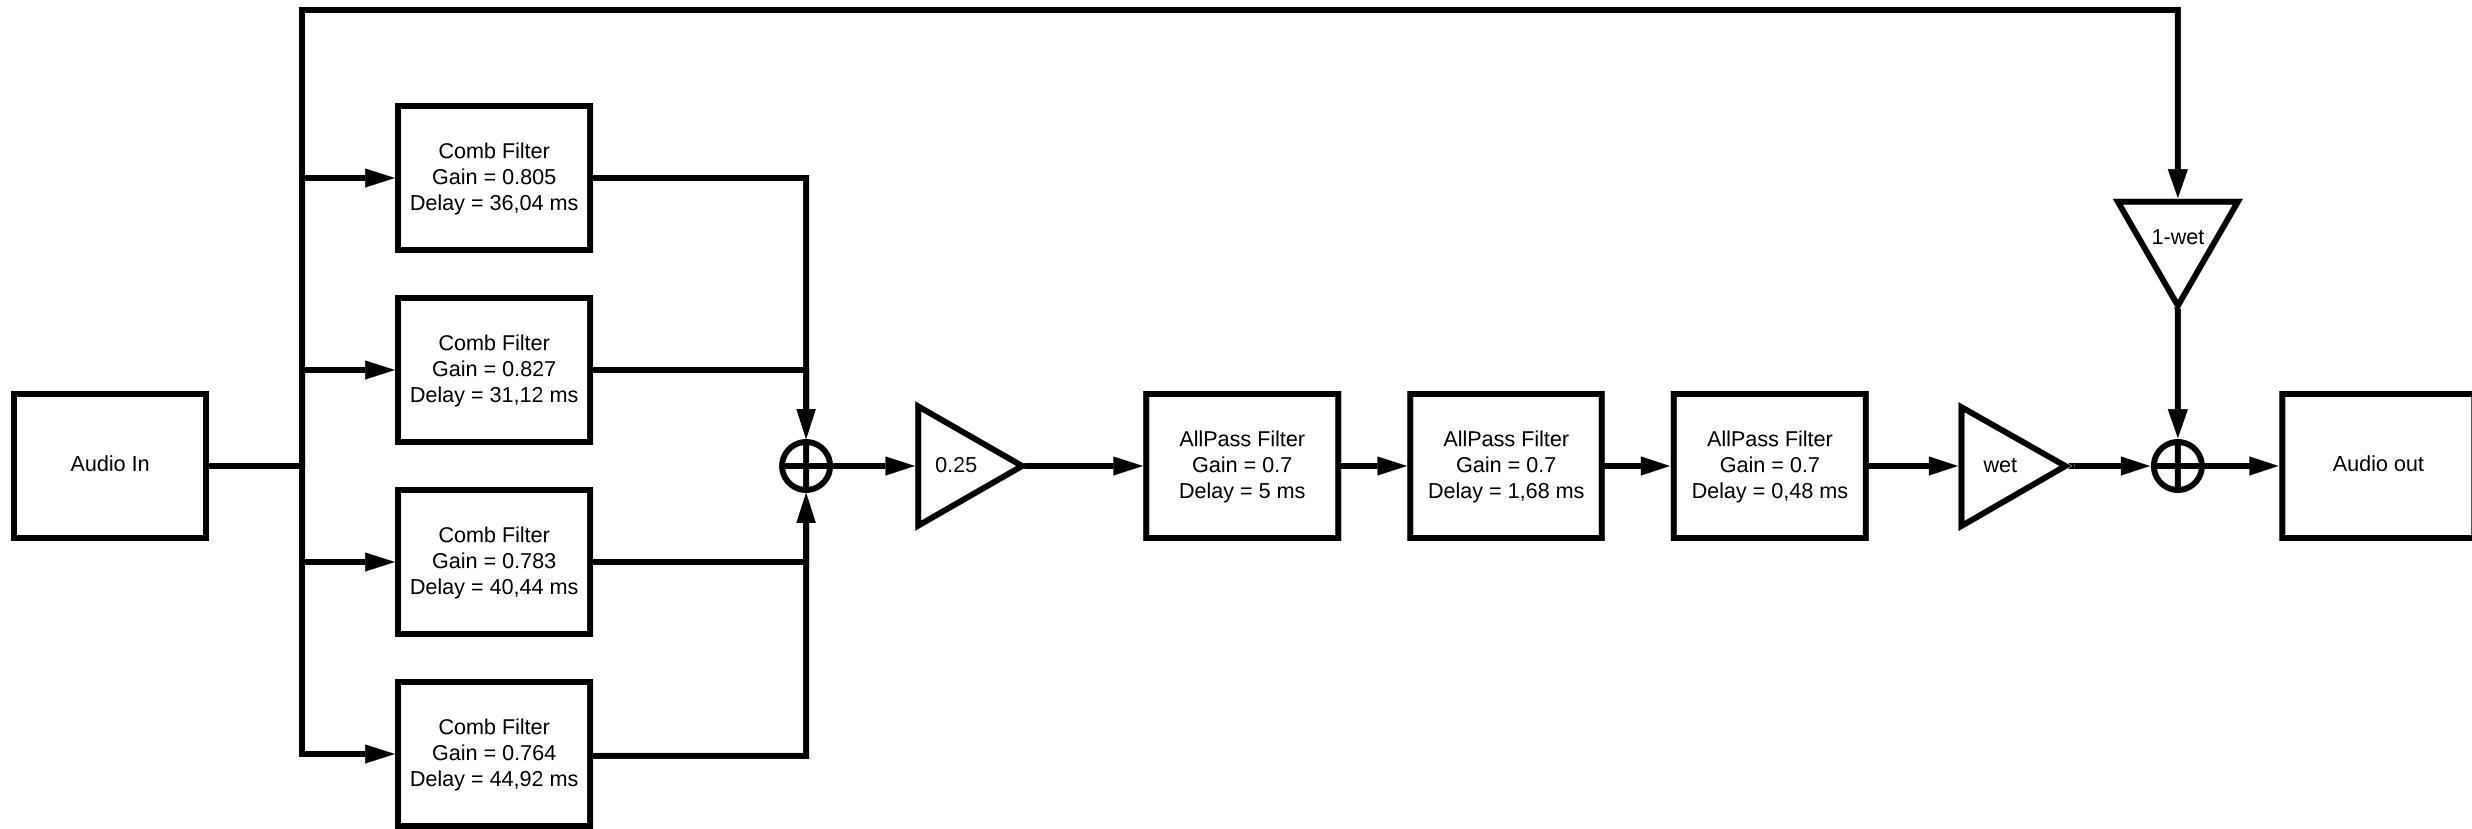 Audio In
Comb Filter
Gain = 0.805
Delay = 36,04 ms
Comb Filter
Gain = 0.827
Delay = 31,12 ms
Comb Filter
Gain = 0.783
Delay = 40,44 ms
Comb Filter
Gain = 0.764
Delay = 44,92 ms
0.25
AllPass Filter
Gain = 0.7
Delay = 5 ms
AllPass Filter
Gain = 0.7
Delay = 1,68 ms
AllPass Filter
Gain = 0.7
Delay = 0,48 ms
wet
1-wet
Audio out